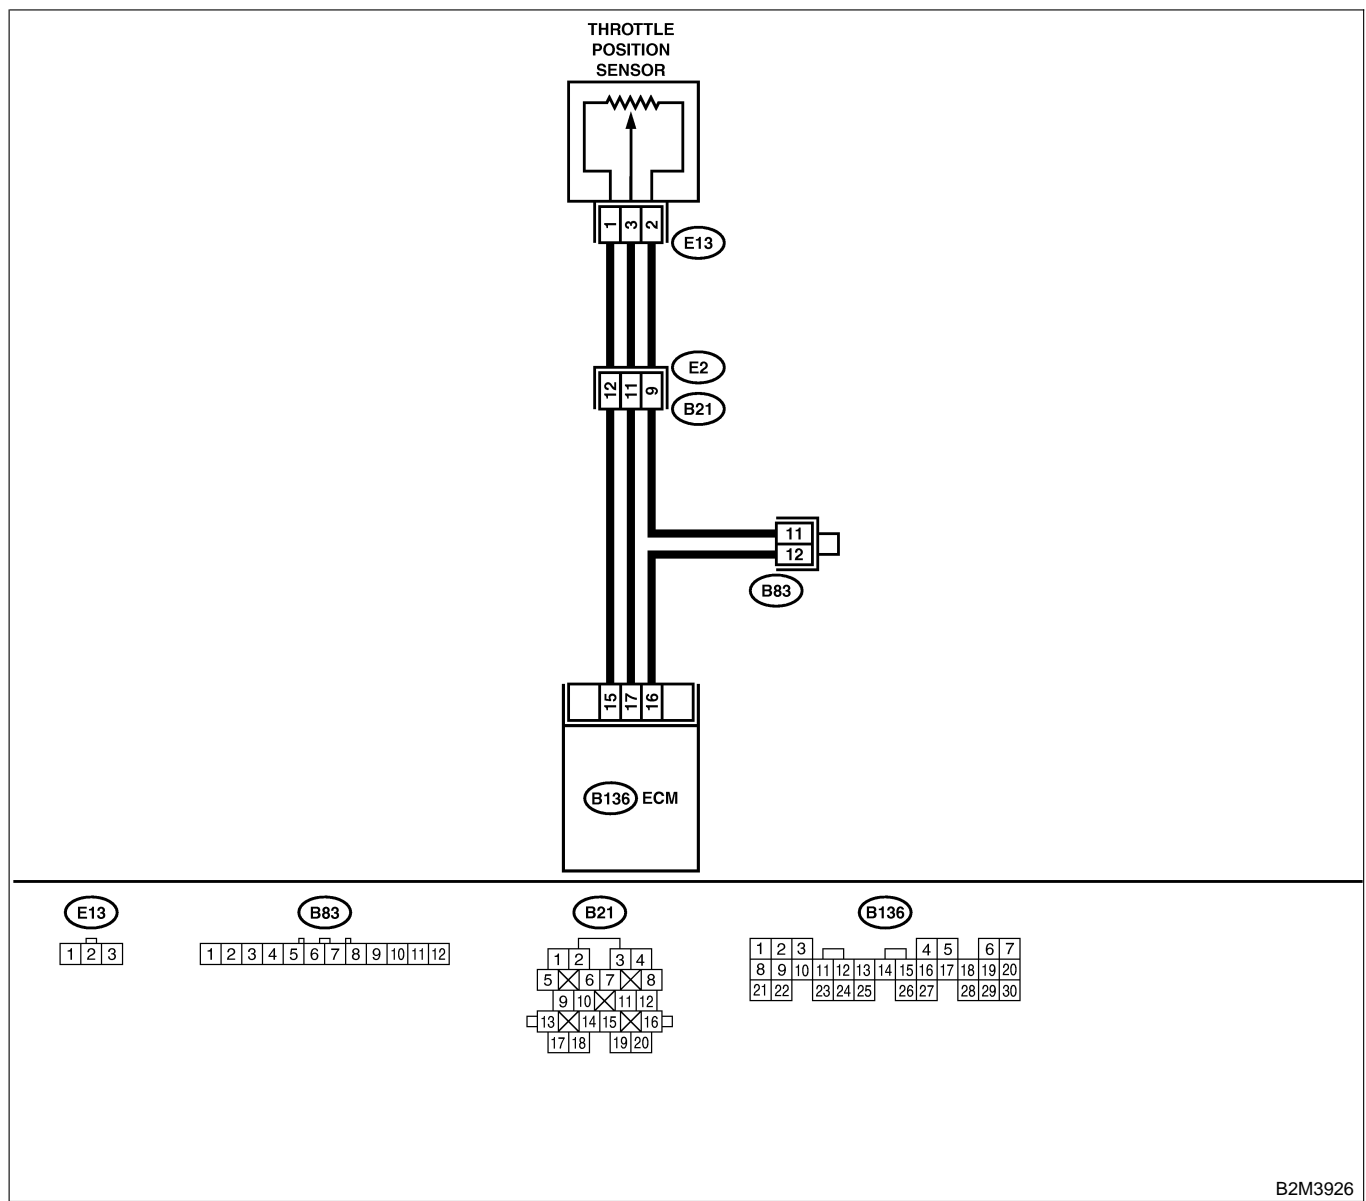 THROTTLE
POSITION
SENSOR
1 3 2
E13
E2
12 11 9
B21
11
12
B83
15 17 16
B136 ECM
E13
1 2 3
B83
1 2 3 4 5 6 7 8 9 10 11 12
B21
1 2 3 4
5 6 7 8
9 10 11 12
13 14 15 16
17 18 19 20
B136
1 2 3 4 5 6 7
8 9 10 11 12 13 14 15 16 17 18 19 20
21 22 23 24 25 26 27 28 29 30
B2M3926